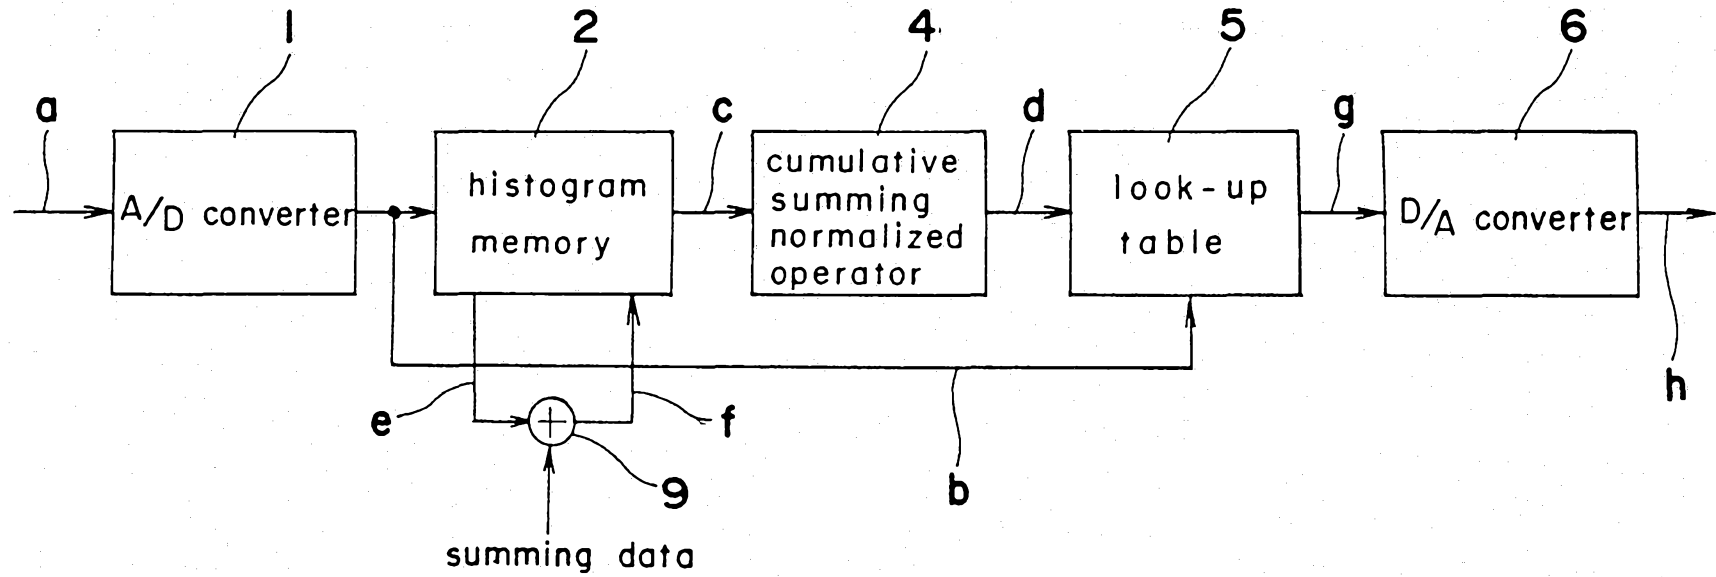 1 2 4 5 6
a c d g
A/D converter
histogram
memory
cumulative
summing
normalized
operator
look-up
table
D/A converter
h
e f
9 b
summing data